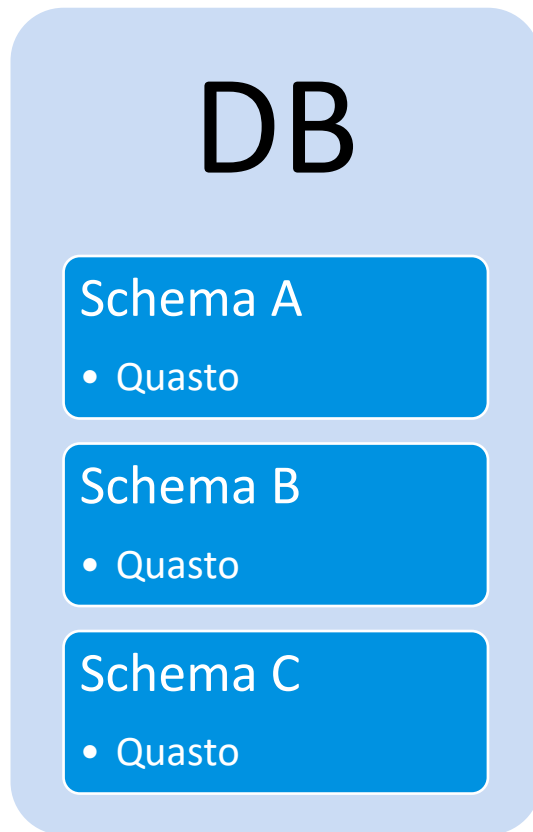 DB
Schema A
• Quasto
Schema B
• Quasto
Schema C
• Quasto